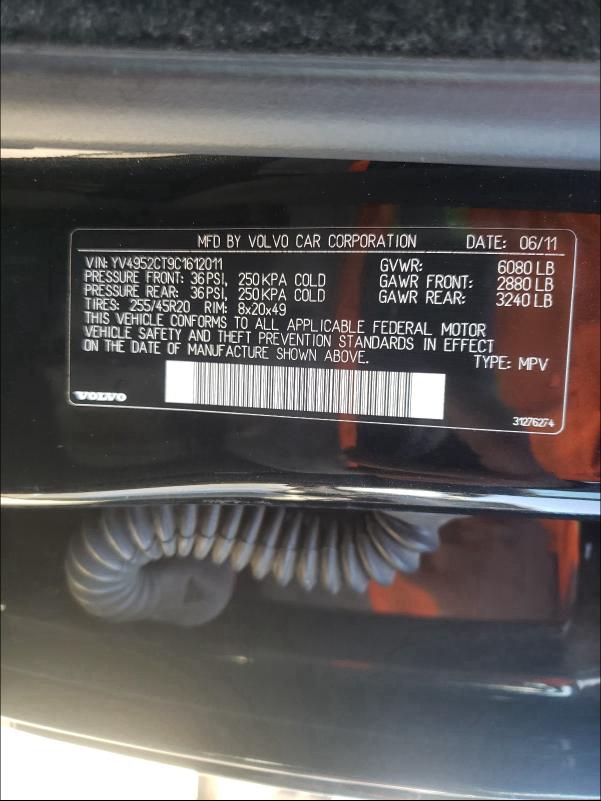 MFD BY VOLVO CAR CORPORATION DATE: 06/11
VIN: YV4952CT9C1612011 GVWR: 6080 LB
PRESSURE FRONT: 36 PSI, 250 KPA COLD GAWR FRONT: 2880 LB
PRESSURE REAR: 36 PSI, 250 KPA COLD GAWR REAR: 3240 LB
TIRES: 255/45R20 RIM: 8x20x49
THIS VEHICLE CONFORMS TO ALL APPLICABLE FEDERAL MOTOR
VEHICLE SAFETY AND THEFT PREVENTION STANDARDS IN EFFECT
ON THE DATE OF MANUFACTURE SHOWN ABOVE.
TYPE: MPV
VOLVO 31276274